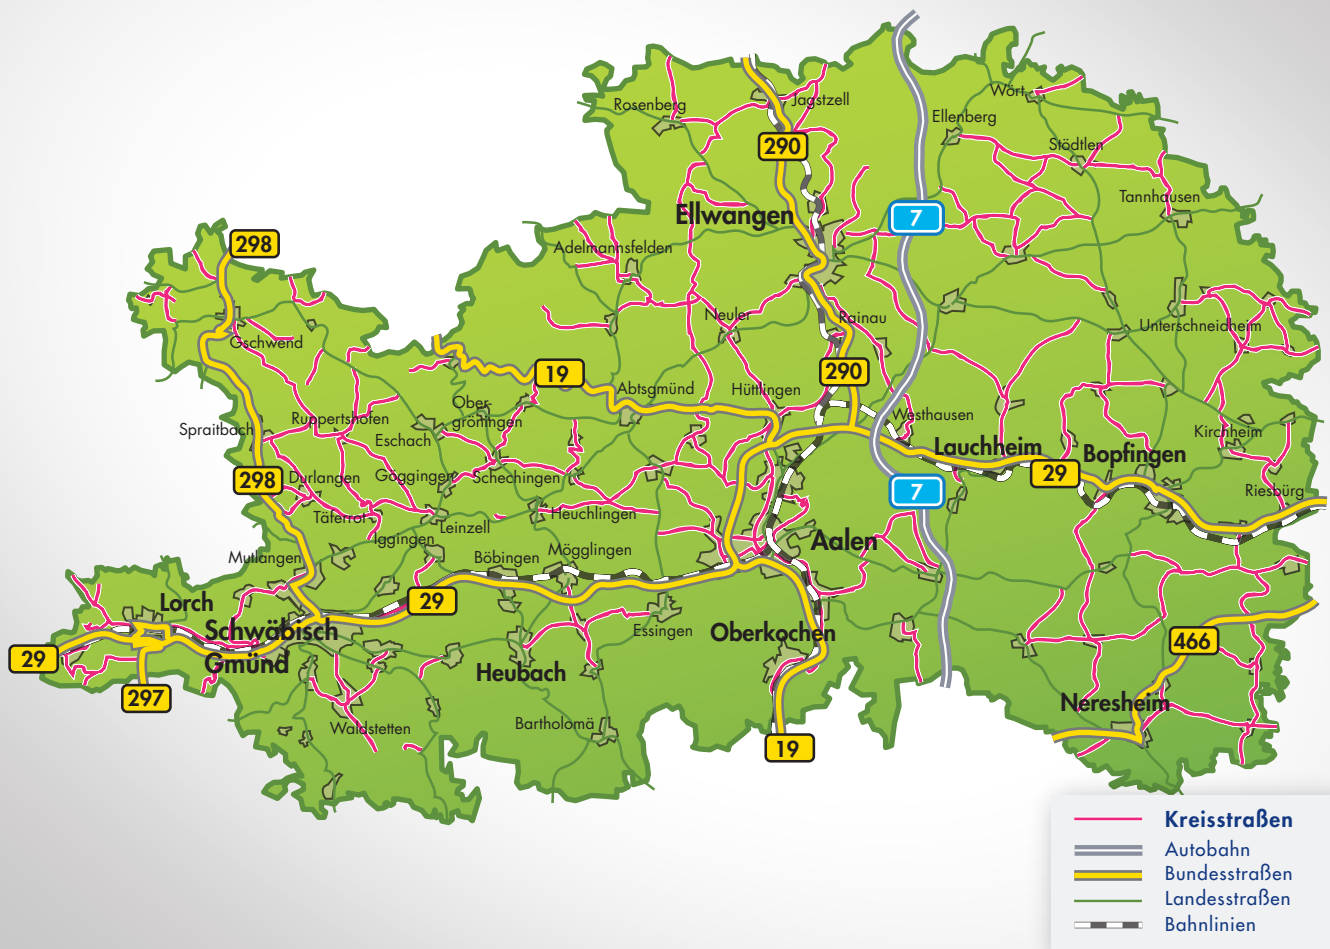 Wört
Jagstzell
Rosenberg
Ellenberg
290
Stödtlen
Tannhausen
Ellwangen
7
298
Adelmannsfelden
Neuler
Rainau
Unterschneidheim
Gschwend
19
290
Abtsgmünd
Hüttlingen
Ober-
gröningen
Westhausen
Ruppertshofen
Spraitbach
Eschach
Kirchheim
Lauchheim
Bopfingen
29
298
Durlangen
Göggingen
Schechingen
7
Riesbürg
Täferrot
Leinzell
Heuchlingen
Iggingen
Aalen
Mutlangen
Böbingen
Mögglingen
Lorch
29
Schwäbisch
Gmünd
Essingen
Oberkochen
466
29
297
Heubach
Neresheim
Waldstetten
Bartholomä
19
Kreisstraßen
Autobahn
Bundesstraßen
Landesstraßen
Bahnlinien